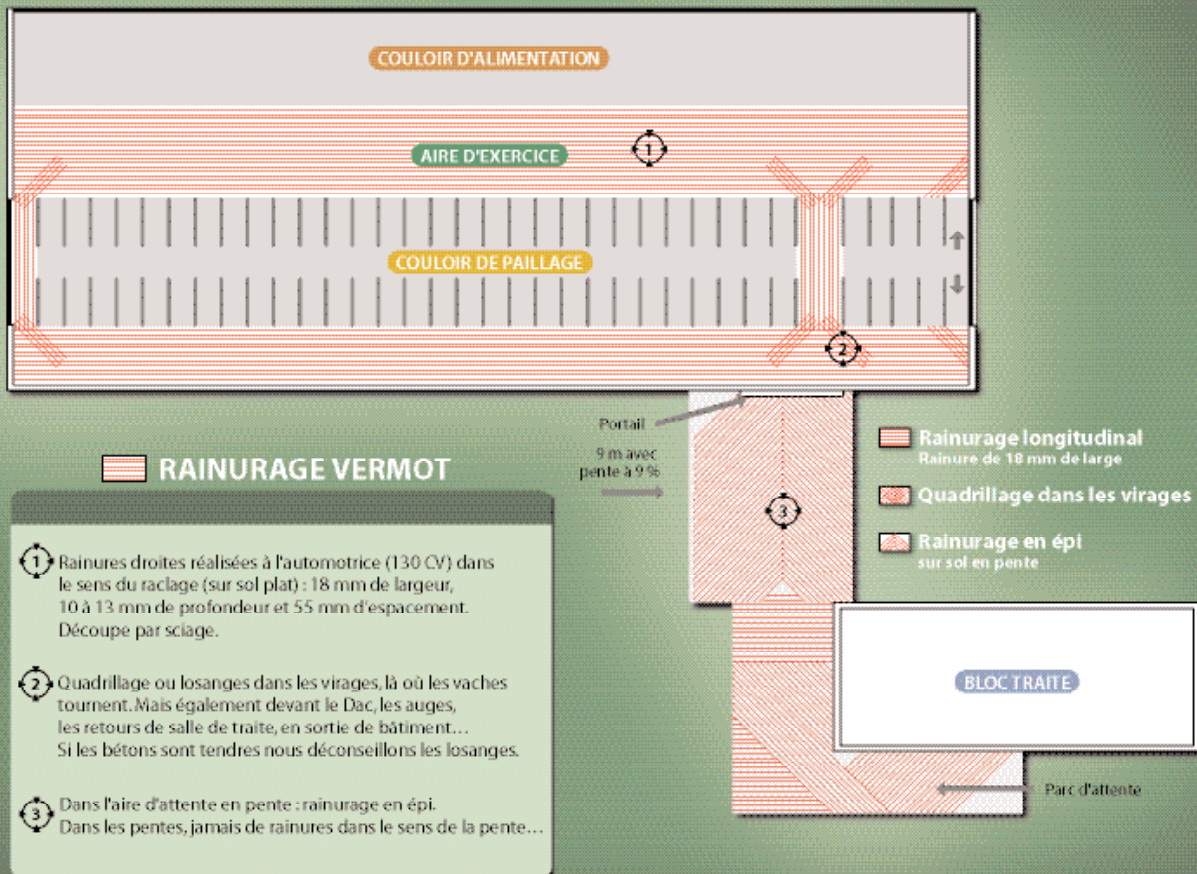 COULOIR D'ALIMENTATION
AIRE D'EXERCICE
1
COULOIR DE PAILLAGE
2
Portail
9 m avec
pente à 9 %
3
Rainurage longitudinal
Rainure de 18 mm de large
Quadrillage dans les virages
Rainurage en épi
sur sol en pente
BLOC TRAITE
Parc d'attente
RAINURAGE VERMOT
1 Rainures droites réalisées à l'automotrice (130 CV) dans
le sens du raclage (sur sol plat) : 18 mm de largeur,
10 à 13 mm de profondeur et 55 mm d'espacement.
Découpe par sciage.
2 Quadrillage ou losanges dans les virages, là où les vaches
tournent. Mais également devant le Dac, les auges,
les retours de salle de traite, en sortie de bâtiment...
Si les bétons sont tendres nous déconseillons les losanges.
3 Dans l'aire d'attente en pente : rainurage en épi.
Dans les pentes, jamais de rainures dans le sens de la pente...